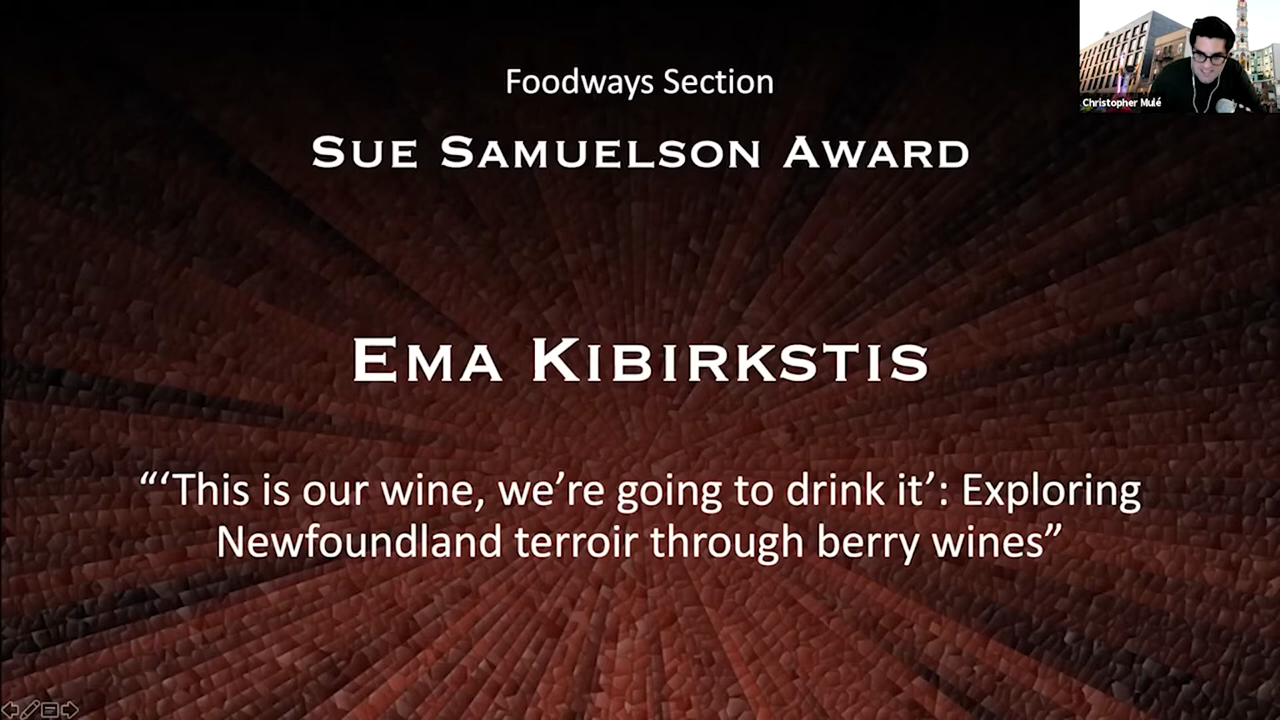 Foodways Section
Sue Samuelson Award
Ema Kibirkstis
“‘This is our wine, we’re going to drink it’: Exploring
Newfoundland terroir through berry wines”
Christopher Mulé